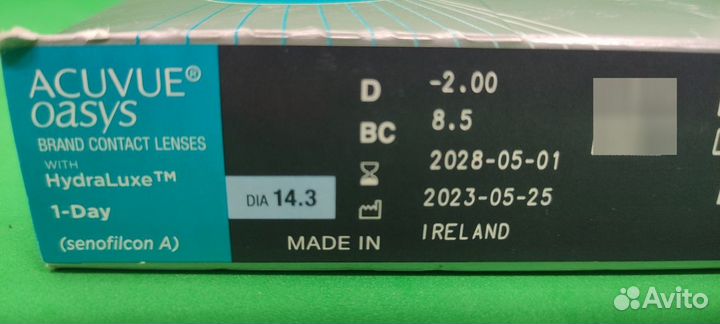 ACUVUE®
oasys
BRAND CONTACT LENSES
WITH
HydraLuxe™
1-Day
(senofilcon A)
DIA 14.3
D -2.00
BC 8.5
2028-05-01
2023-05-25
MADE IN IRELAND
Avito